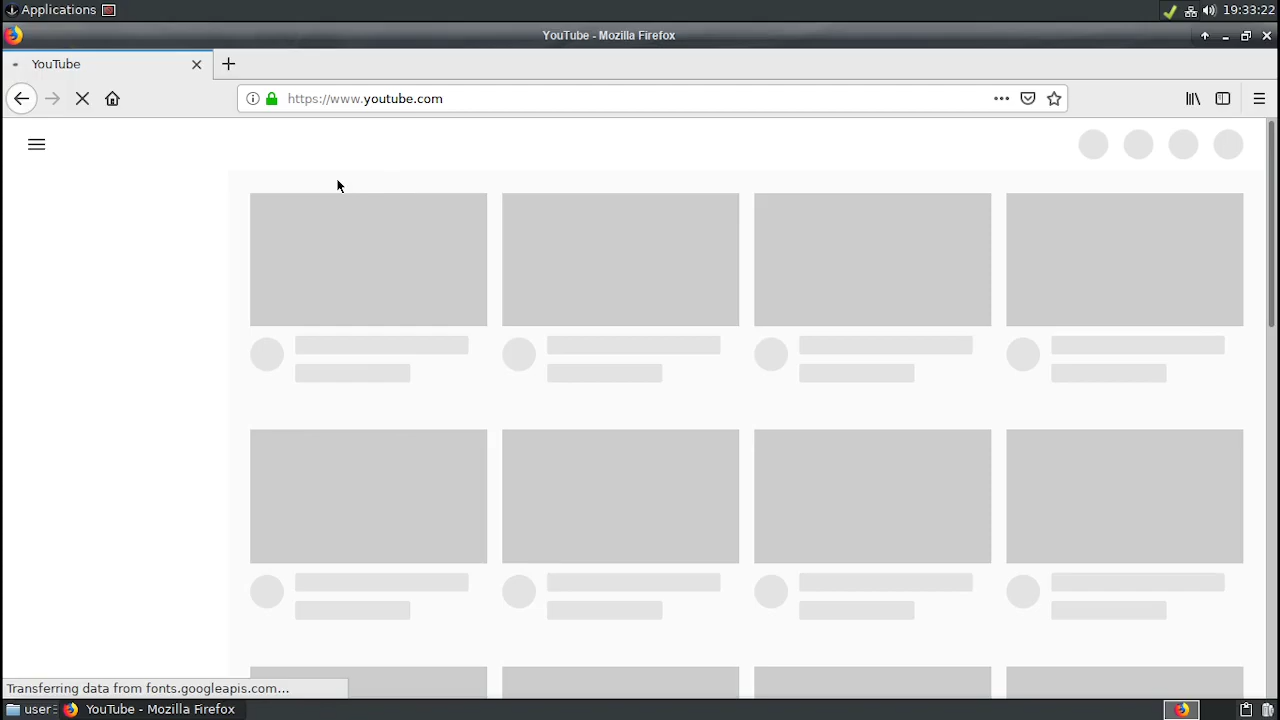 Applications
19:33:22
YouTube - Mozilla Firefox
YouTube
https://www.youtube.com
Transferring data from fonts.googleapis.com…
user
YouTube - Mozilla Firefox